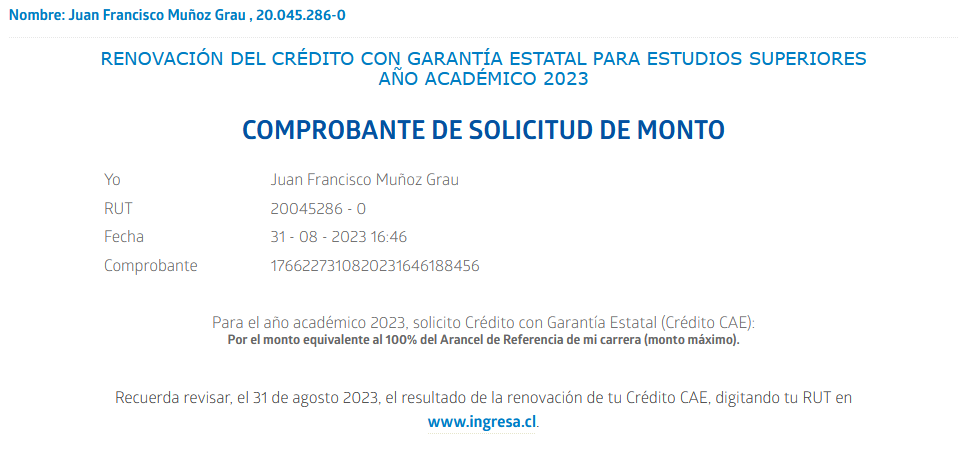 Nombre: Juan Francisco Muñoz Grau , 20.045.286-0
RENOVACIÓN DEL CRÉDITO CON GARANTÍA ESTATAL PARA ESTUDIOS SUPERIORES
AÑO ACADÉMICO 2023
COMPROBANTE DE SOLICITUD DE MONTO
Yo Juan Francisco Muñoz Grau
RUT 20045286 - 0
Fecha 31 - 08 - 2023 16:46
Comprobante 1766227310820231646188456
Para el año académico 2023, solicito Crédito con Garantía Estatal (Crédito CAE):
Por el monto equivalente al 100% del Arancel de Referencia de mi carrera (monto máximo).
Recuerda revisar, el 31 de agosto 2023, el resultado de la renovación de tu Crédito CAE, digitando tu RUT en
www.ingresa.cl.